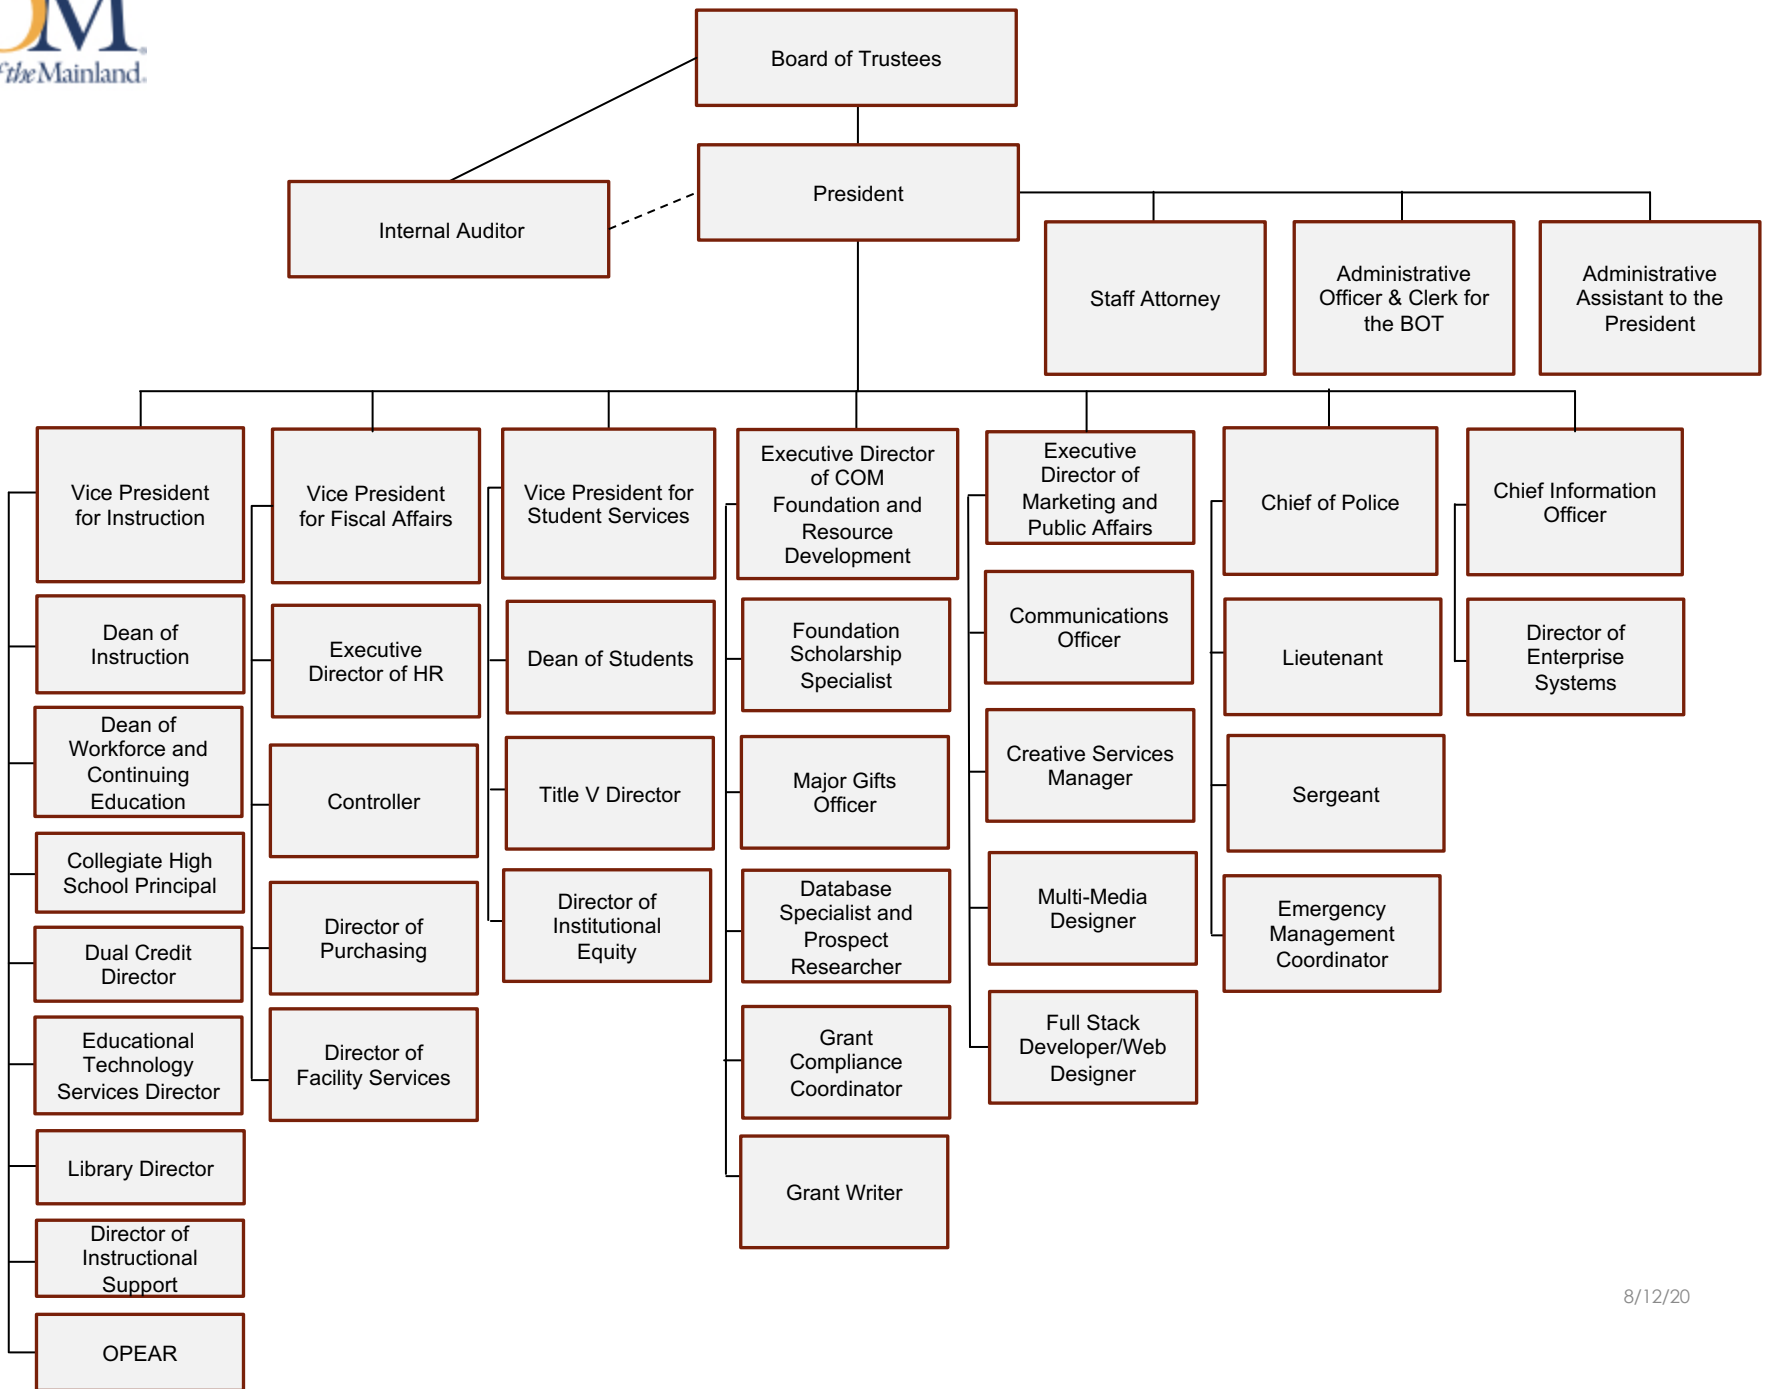 OM
of the Mainland.
Board of Trustees
President
Internal Auditor
Staff Attorney
Administrative
Officer & Clerk for
the BOT
Administrative
Assistant to the
President
Vice President
for Instruction
Dean of
Instruction
Dean of
Workforce and
Continuing
Education
Collegiate High
School Principal
Dual Credit
Director
Educational
Technology
Services Director
Library Director
Director of
Instructional
Support
OPEAR
Vice President
for Fiscal Affairs
Executive
Director of HR
Controller
Director of
Purchasing
Director of
Facility Services
Vice President for
Student Services
Dean of Students
Title V Director
Director of
Institutional
Equity
Executive Director
of COM
Foundation and
Resource
Development
Foundation
Scholarship
Specialist
Major Gifts
Officer
Database
Specialist and
Prospect
Researcher
Grant
Compliance
Coordinator
Grant Writer
Executive
Director of
Marketing and
Public Affairs
Communications
Officer
Creative Services
Manager
Multi-Media
Designer
Full Stack
Developer/Web
Designer
Chief of Police
Lieutenant
Sergeant
Emergency
Management
Coordinator
Chief Information
Officer
Director of
Enterprise
Systems
8/12/20